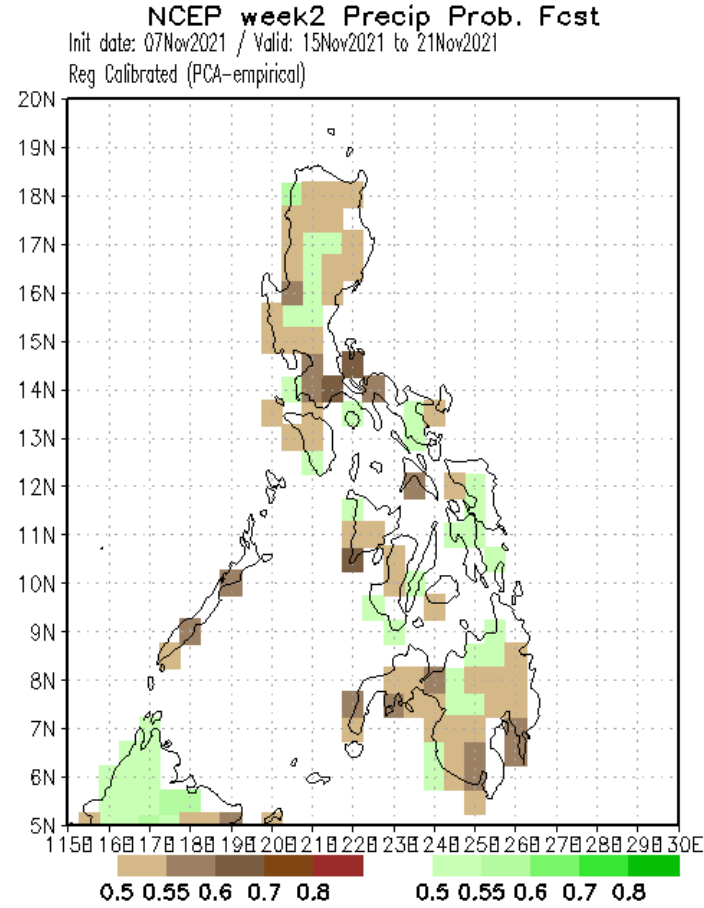 NCEP week2 Precip Prob. Fcst
Init date: 07Nov2021 / Valid: 15Nov2021 to 21Nov2021
Reg Calibrated (PCA-empirical)
20N
19N
18N
17N
16N
15N
14N
13N
12N
11N
10N
9N
8N
7N
6N
5N
115E 116E 117E 118E 119E 120E 121E 122E 123E 124E 125E 126E 127E 128E 129E 130E
0.5 0.55 0.6 0.7 0.8 0.5 0.55 0.6 0.7 0.8